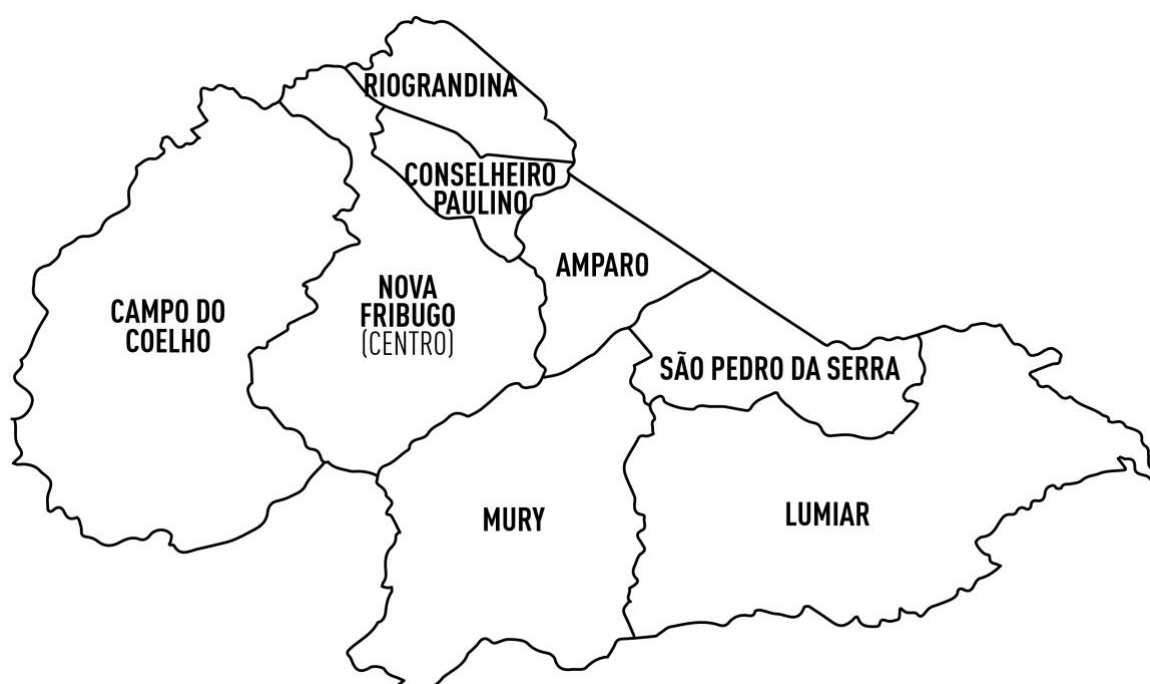 RIOGRANDINA
CONSELHEIRO
PAULINO
AMPARO
NOVA
FRIBUGO
(CENTRO)
CAMPO DO
COELHO
SÃO PEDRO DA SERRA
MURY
LUMIAR